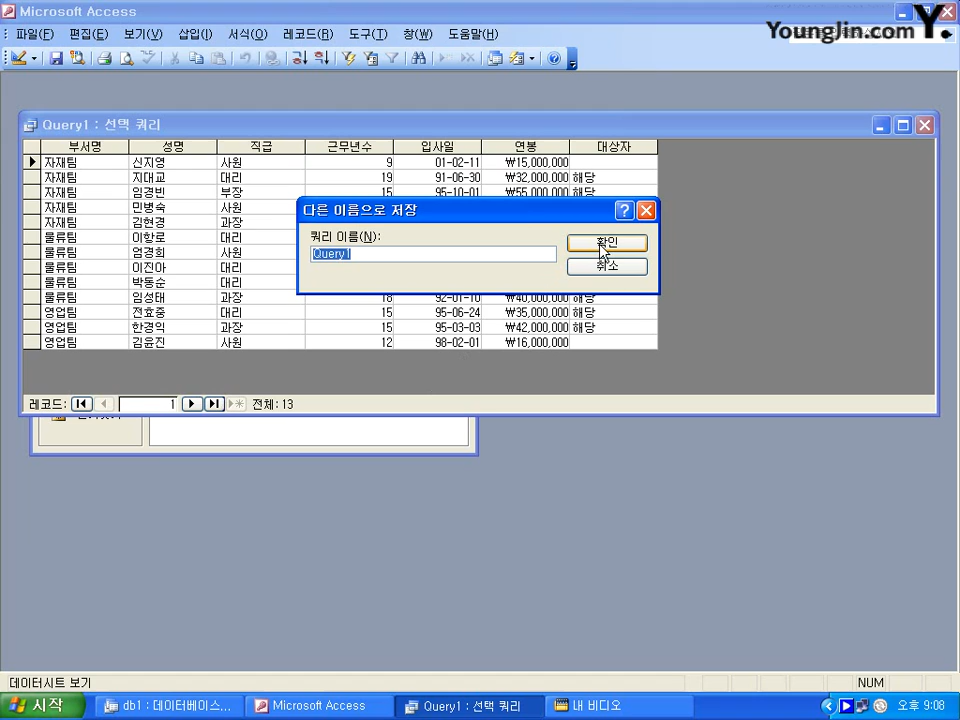 Microsoft Access
파일(F) 편집(E) 보기(V) 삽입(I) 서식(O) 레코드(R) 도구(T) 창(W) 도움말(H)
Younglin.com Y.
Query1 : 선택 쿼리
부서명 성명 직급 근무년수 입사일 연봉 대상자
자재팀 신지영 사원 9 01-02-11 ₩15,000,000
자재팀 지대교 대리 19 91-06-30 ₩32,000,000 해당
자재팀 임경빈 부장 15 95-10-01 ₩55,000,000 해당
자재팀 민병숙 사원
자재팀 김현경 과장
물류팀 이항로 대리
물류팀 엄경희 사원
물류팀 이진아 대리
물류팀 박동순 대리
물류팀 임성태 과장 18 92-01-10 ₩40,000,000 해당
영업팀 전효중 대리 15 95-06-24 ₩35,000,000 해당
영업팀 한경익 과장 15 95-03-03 ₩42,000,000 해당
영업팀 김윤진 사원 12 98-02-01 ₩16,000,000
다른 이름으로 저장
쿼리 이름(N):
Query1
확인
취소
레코드: 1 전체: 13
데이터시트 보기 NUM
시작 db1 : 데이터베이스... Microsoft Access Query1 : 선택 쿼리 내 비디오 오후 9:08